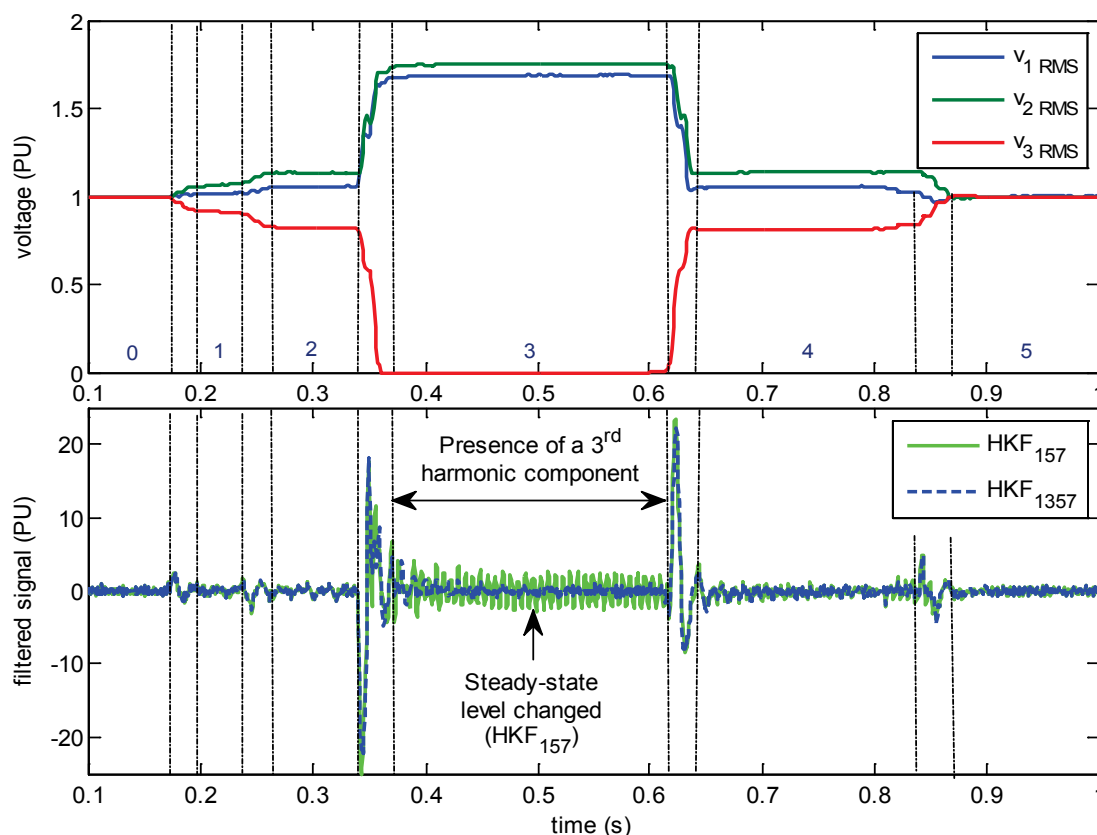 2
1.5
1
0.5
0
voltage (PU)
v1 RMS
v2 RMS
v3 RMS
0 1 2 3 4 5
0.1 0.2 0.3 0.4 0.5 0.6 0.7 0.8 0.9 1
20
10
0
-10
-20
filtered signal (PU)
Presence of a 3rd
harmonic component
HKF157
HKF1357
Steady-state
level changed
(HKF157)
0.1 0.2 0.3 0.4 0.5 0.6 0.7 0.8 0.9 1
time (s)